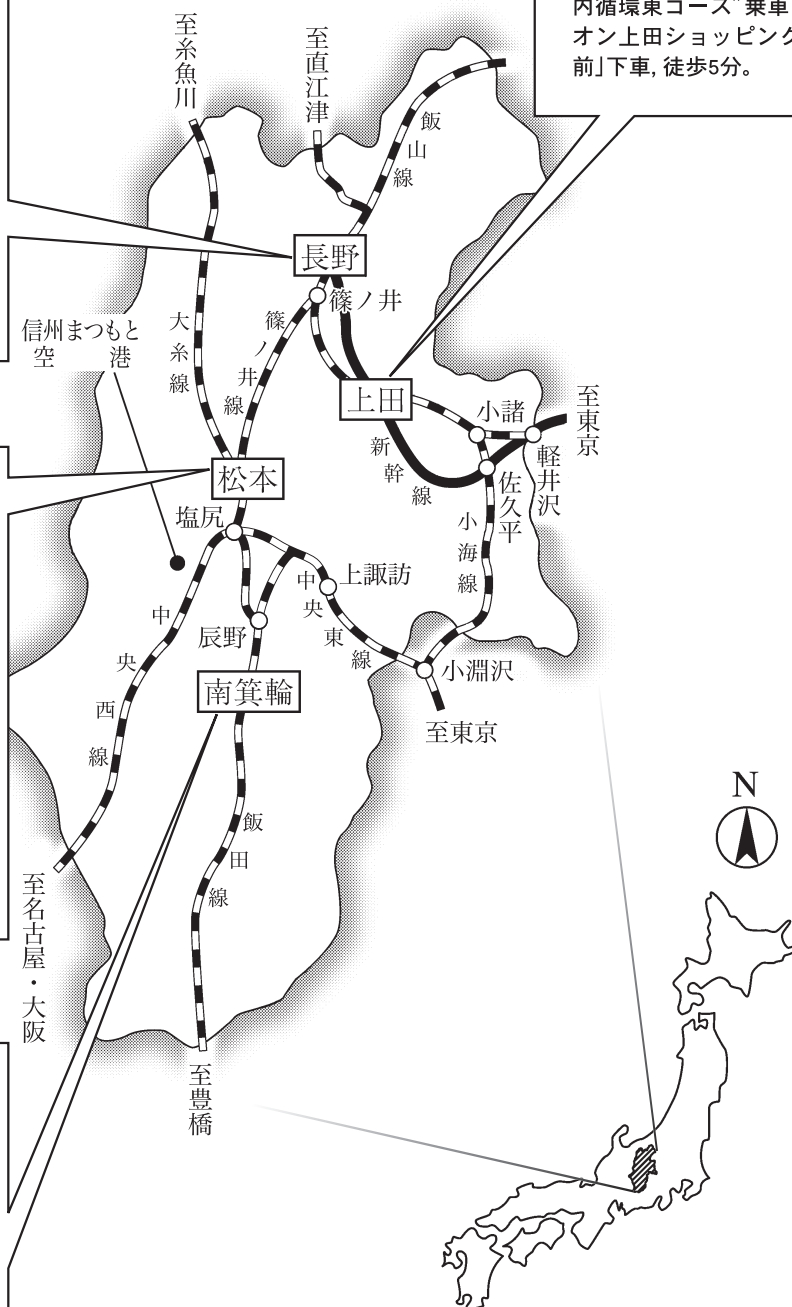 内循環東コース”乗車
オン上田ショッピング
前」下車, 徒歩5分。
至糸魚川
至直江津
飯山線
長野
篠ノ井
篠ノ井線
大糸線
信州まつもと
空港
上田
新幹線
小諸
至東京
軽井沢
佐久平
小海線
松本
塩尻
上諏訪
中央東線
辰野
中央西線
小淵沢
至東京
南箕輪
飯田線
至名古屋・大阪
至豊橋
N